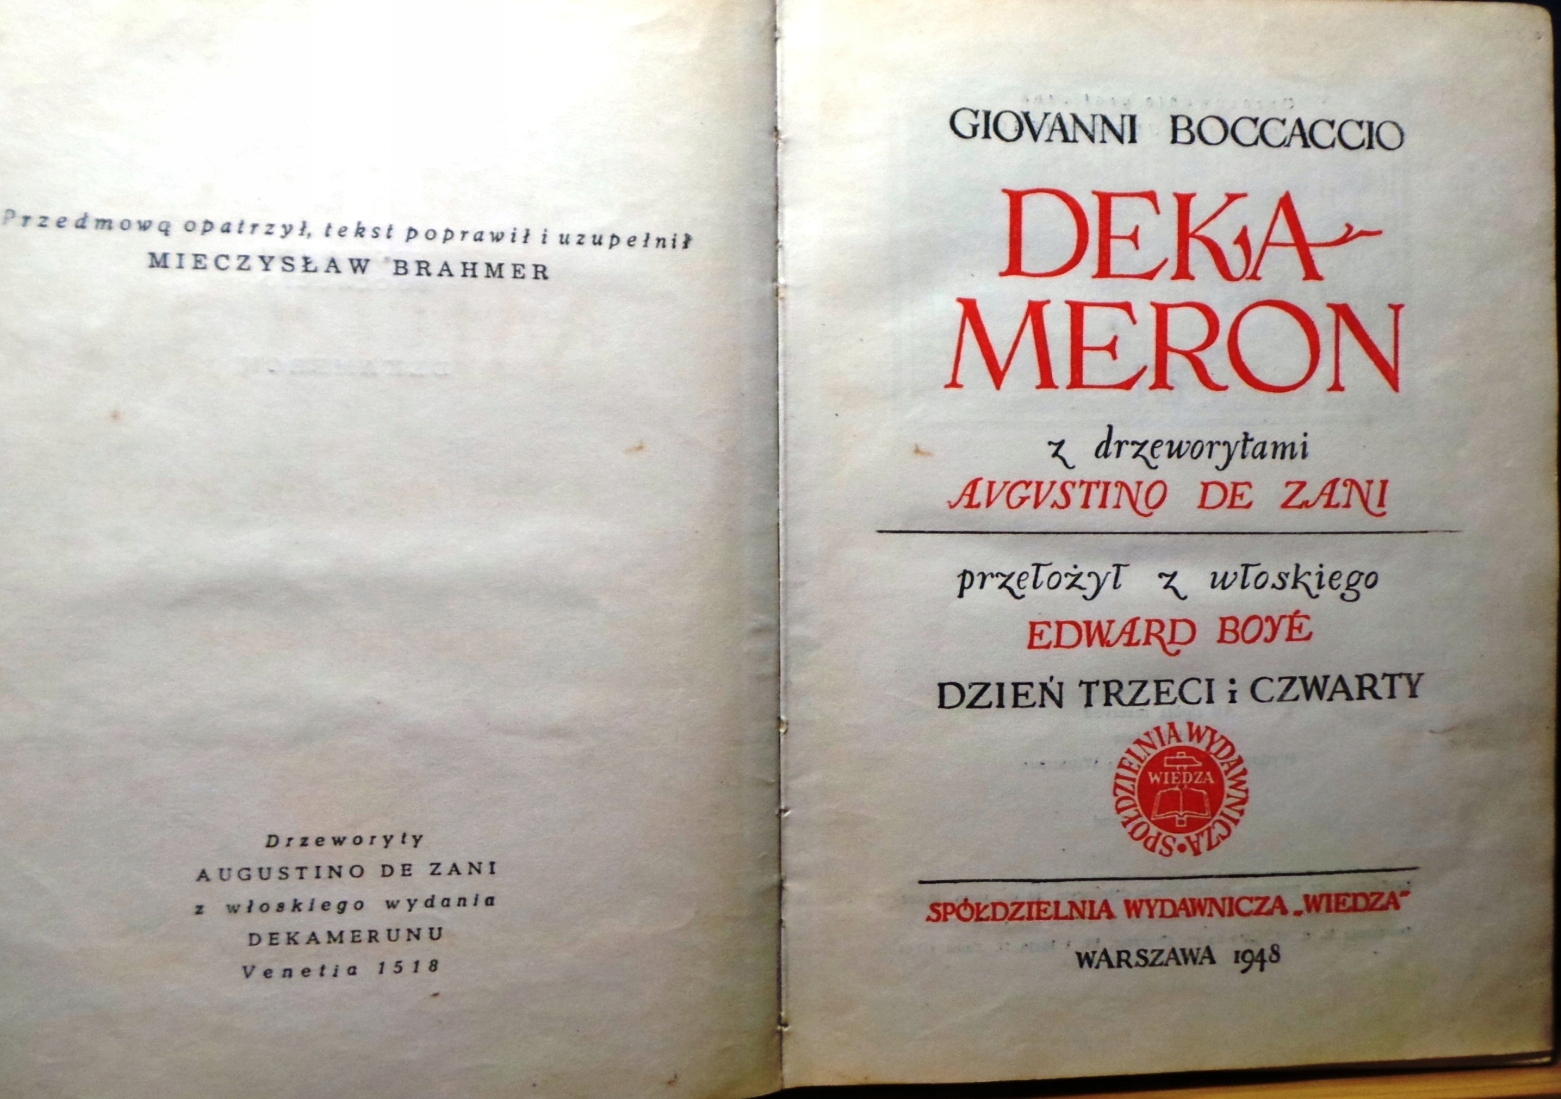 Przedmową opatrzył, tekst poprawił i uzupełnił
MIECZYSŁAW BRAHMER
Drzeworyty
AUGUSTINO DE ZANI
z włoskiego wydania
DEKAMERUNU
Venetia 1518
GIOVANNI BOCCACCIO
DEKA-
MERON
z drzeworytami
AVGVSTINO DE ZANI
przełożył z włoskiego
EDWARD BOYÉ
DZIEŃ TRZECI i CZWARTY
SPÓŁDZIELNIA WYDAWNICZA
WIEDZA
SPÓŁDZIELNIA WYDAWNICZA „WIEDZA”
WARSZAWA 1948